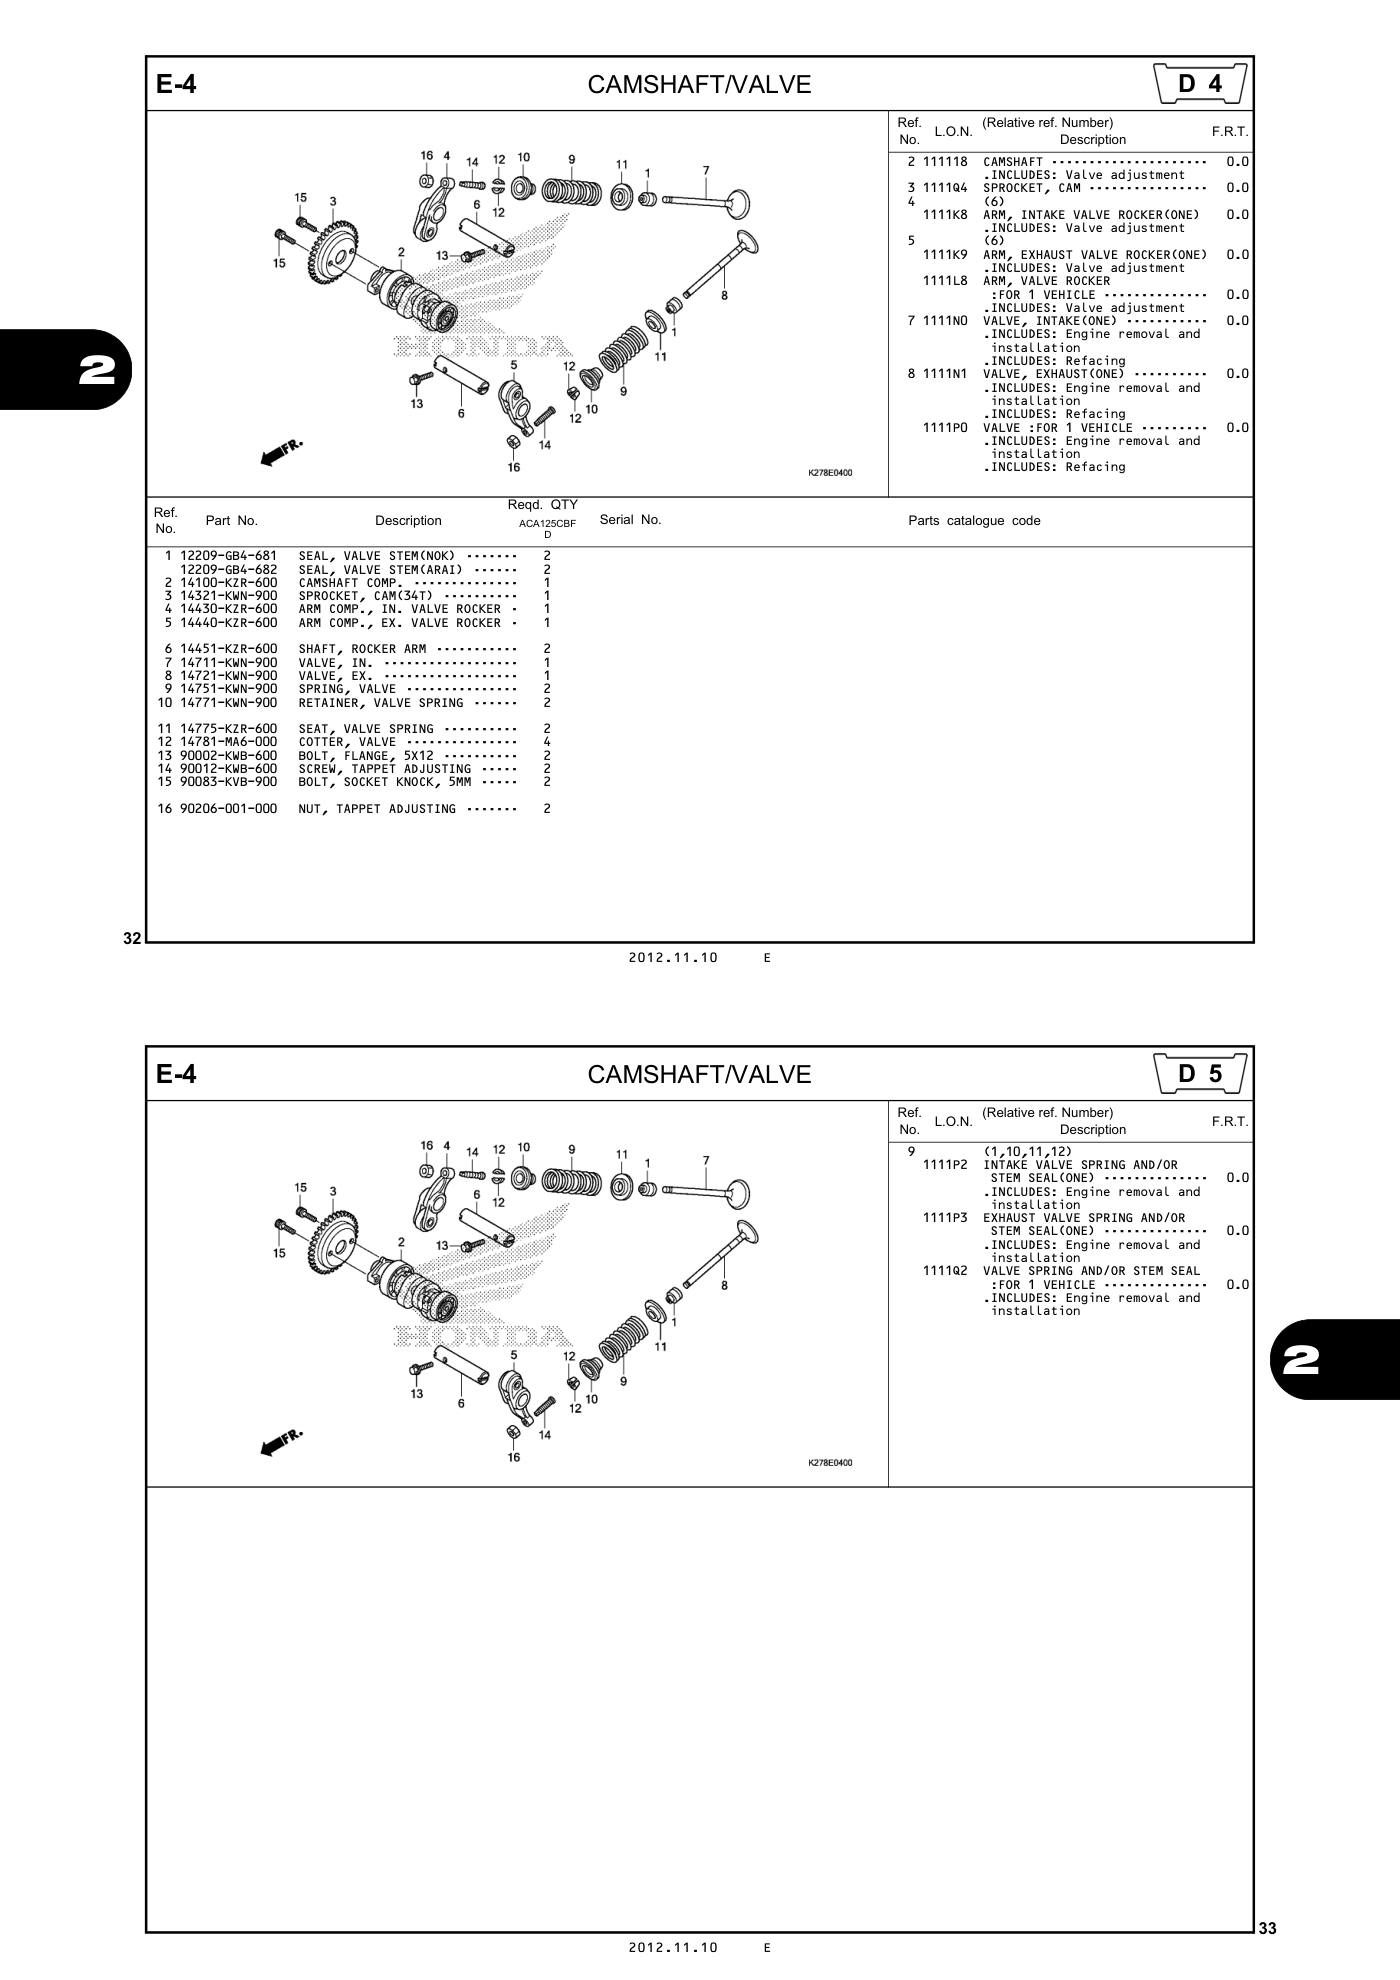 E-4 CAMSHAFT/VALVE D 4
Ref. No. L.O.N. (Relative ref. Number) Description F.R.T.
2 111118 CAMSHAFT -------------------- 0.0
.INCLUDES: Valve adjustment
3 1111Q4 SPROCKET, CAM --------------- 0.0
4 (6)
1111K8 ARM, INTAKE VALVE ROCKER(ONE) 0.0
.INCLUDES: Valve adjustment
5 (6)
1111K9 ARM, EXHAUST VALVE ROCKER(ONE) 0.0
.INCLUDES: Valve adjustment
1111L8 ARM, VALVE ROCKER
:FOR 1 VEHICLE -------------- 0.0
.INCLUDES: Valve adjustment
7 1111N0 VALVE, INTAKE(ONE) ----------- 0.0
.INCLUDES: Engine removal and
installation
.INCLUDES: Refacing
8 1111N1 VALVE, EXHAUST(ONE) ---------- 0.0
.INCLUDES: Engine removal and
installation
.INCLUDES: Refacing
1111P0 VALVE :FOR 1 VEHICLE --------- 0.0
.INCLUDES: Engine removal and
installation
.INCLUDES: Refacing
16 4 14 12 10 9 11 1 7
15 3 6 12
15 2 13 8
HONDA
1
11
5 12 9
13 6 12 10
14
16
FR.
K278E0400
2
Ref. No. Part No. Description Reqd. QTY ACA125CBF D Serial No. Parts catalogue code
1 12209-GB4-681 SEAL, VALVE STEM(NOK) ------- 2
12209-GB4-682 SEAL, VALVE STEM(ARAI) ------ 2
2 14100-KZR-600 CAMSHAFT COMP. -------------- 1
3 14321-KWN-900 SPROCKET, CAM(34T) ---------- 1
4 14430-KZR-600 ARM COMP., IN. VALVE ROCKER - 1
5 14440-KZR-600 ARM COMP., EX. VALVE ROCKER - 1
6 14451-KZR-600 SHAFT, ROCKER ARM ----------- 2
7 14711-KWN-900 VALVE, IN. ------------------ 1
8 14721-KWN-900 VALVE, EX. ------------------ 1
9 14751-KWN-900 SPRING, VALVE --------------- 2
10 14771-KWN-900 RETAINER, VALVE SPRING ------ 2
11 14775-KZR-600 SEAT, VALVE SPRING ---------- 2
12 14781-MA6-000 COTTER, VALVE --------------- 4
13 90002-KWB-600 BOLT, FLANGE, 5X12 ---------- 2
14 90012-KWB-600 SCREW, TAPPET ADJUSTING ----- 2
15 90083-KVB-900 BOLT, SOCKET KNOCK, 5MM ----- 2
16 90206-001-000 NUT, TAPPET ADJUSTING ------- 2
32
2012.11.10 E
E-4 CAMSHAFT/VALVE D 5
Ref. No. L.O.N. (Relative ref. Number) Description F.R.T.
9 (1,10,11,12)
1111P2 INTAKE VALVE SPRING AND/OR
STEM SEAL(ONE) -------------- 0.0
.INCLUDES: Engine removal and
installation
1111P3 EXHAUST VALVE SPRING AND/OR
STEM SEAL(ONE) -------------- 0.0
.INCLUDES: Engine removal and
installation
1111Q2 VALVE SPRING AND/OR STEM SEAL
:FOR 1 VEHICLE -------------- 0.0
.INCLUDES: Engine removal and
installation
16 4 14 12 10 9 11 1 7
15 3 6 12
15 2 13 8
HONDA
1
11
5 12 9
13 6 12 10
14
16
FR.
K278E0400
2
33
2012.11.10 E